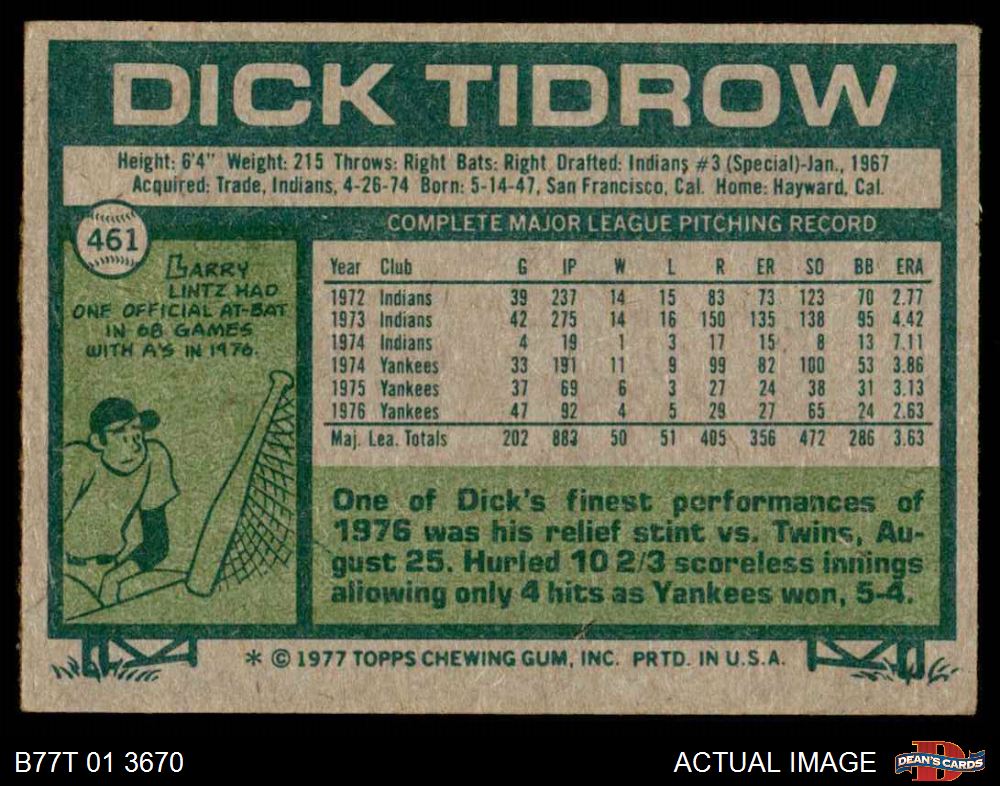 DICK TIDROW
Height: 6'4" Weight: 215 Throws: Right Bats: Right Drafted: Indians #3 (Special)-Jan., 1967
Acquired: Trade, Indians, 4-26-74 Born: 5-14-47, San Francisco, Cal. Home: Hayward, Cal.
461
LARRY
LINTZ HAD
ONE OFFICIAL AT-BAT
IN 68 GAMES
WITH A'S IN 1976.
COMPLETE MAJOR LEAGUE PITCHING RECORD
Year Club G IP W L R ER SO BB ERA
1972 Indians 39 237 14 15 83 73 123 70 2.77
1973 Indians 42 275 14 16 150 135 138 95 4.42
1974 Indians 4 19 1 3 17 15 8 13 7.11
1974 Yankees 33 191 11 9 99 82 100 53 3.86
1975 Yankees 37 69 6 3 27 24 38 31 3.13
1976 Yankees 47 92 4 5 29 27 65 24 2.63
Maj. Lea. Totals 202 883 50 51 405 356 472 286 3.63
One of Dick's finest performances of
1976 was his relief stint vs. Twins, Au-
gust 25. Hurled 10 2/3 scoreless innings
allowing only 4 hits as Yankees won, 5-4.
* © 1977 TOPPS CHEWING GUM, INC. PRTD. IN U.S.A.
B77T 01 3670
ACTUAL IMAGE
B
DEAN'S CARDS